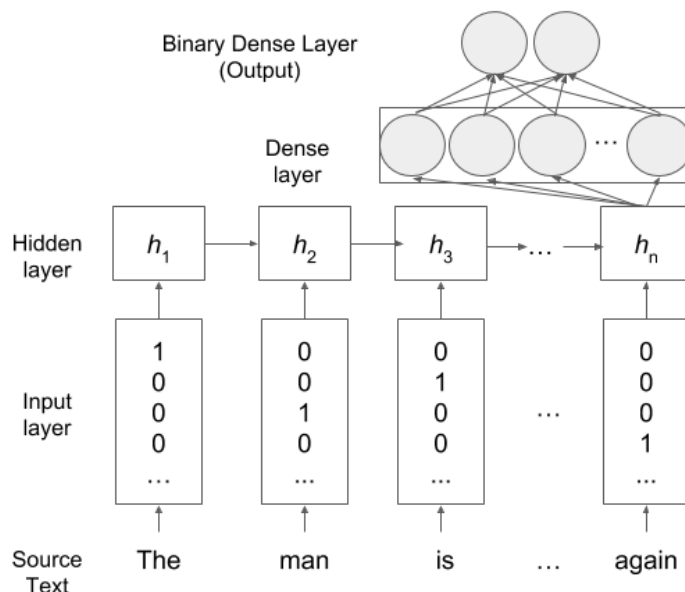 Binary Dense Layer
(Output)
Dense
layer
...
Hidden
layer
h1
h2
h3
...
hn
Input
layer
1
0
0
0
...
0
0
1
0
...
0
1
0
0
...
...
0
0
0
1
...
Source
Text
The
man
is
...
again